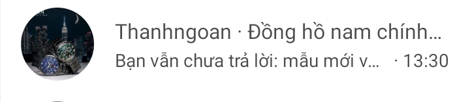 Thanhngoan · Đồng hồ nam chính...
Bạn vẫn chưa trả lời: mẫu mới v... · 13:30